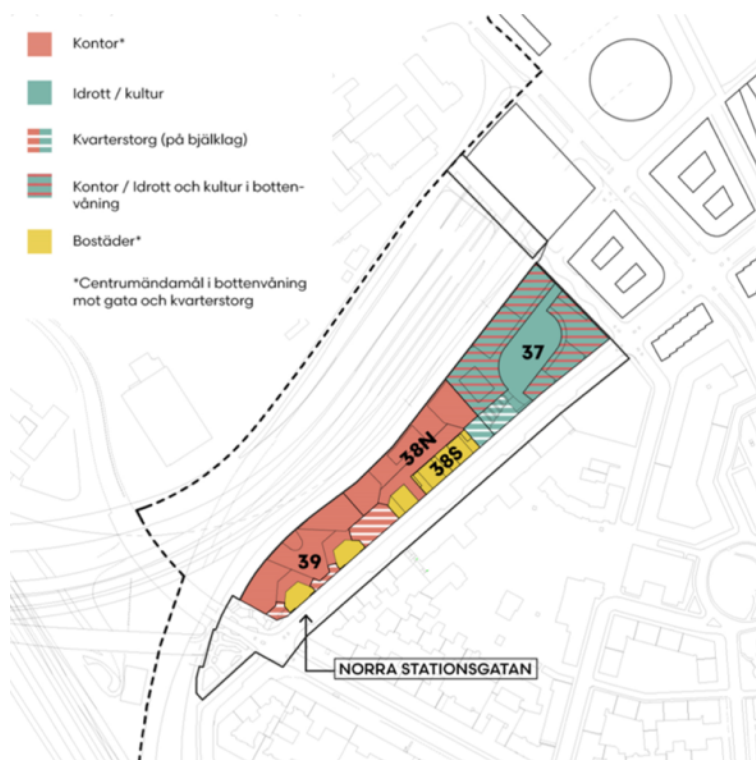 Kontor*
Idrott / kultur
Kvarterstorg (på bjälklag)
Kontor / Idrott och kultur i botten-
våning
Bostäder*
*Centrumändamål i bottenvåning
mot gata och kvarterstorg
37
38N
38S
39
NORRA STATIONSGATAN